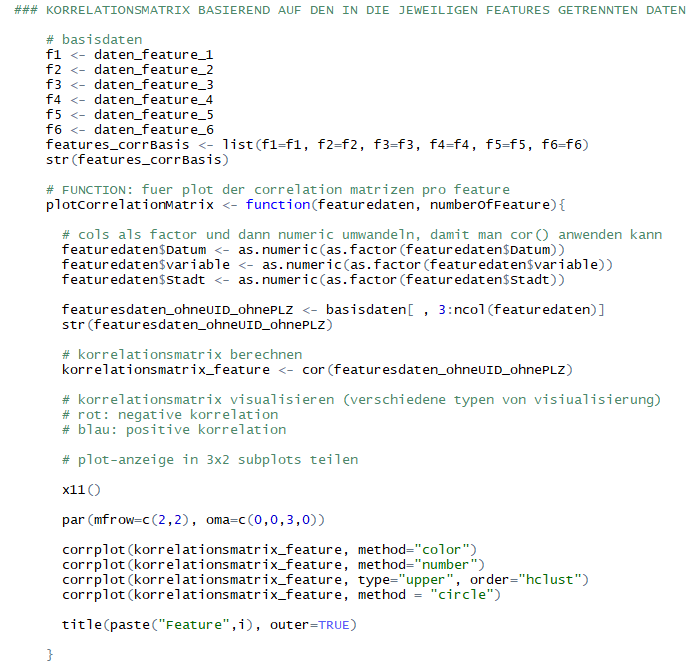 ### KORRELATIONSMATRIX BASIEREND AUF DEN IN DIE JEWEILIGEN FEATURES GETRENNTEN DATEN
# basisdaten
f1 <- daten_feature_1
f2 <- daten_feature_2
f3 <- daten_feature_3
f4 <- daten_feature_4
f5 <- daten_feature_5
f6 <- daten_feature_6
features_corrBasis <- list(f1=f1, f2=f2, f3=f3, f4=f4, f5=f5, f6=f6)
str(features_corrBasis)
# FUNCTION: fuer plot der correlation matrizen pro feature
plotCorrelationMatrix <- function(featuredaten, numberOfFeature){
# cols als factor und dann numeric umwandeln, damit man cor() anwenden kann
featuredaten$Datum <- as.numeric(as.factor(featuredaten$Datum))
featuredaten$variable <- as.numeric(as.factor(featuredaten$variable))
featuredaten$Stadt <- as.numeric(as.factor(featuredaten$Stadt))
featuresdaten_ohneUID_ohnePLZ <- basisdaten[ , 3:ncol(featuredaten)]
str(featuresdaten_ohneUID_ohnePLZ)
# korrelationsmatrix berechnen
korrelationsmatrix_feature <- cor(featuresdaten_ohneUID_ohnePLZ)
# korrelationsmatrix visualisieren (verschiedene typen von visiualisierung)
# rot: negative korrelation
# blau: positive korrelation
# plot-anzeige in 3x2 subplots teilen
x11()
par(mfrow=c(2,2), oma=c(0,0,3,0))
corrplot(korrelationsmatrix_feature, method="color")
corrplot(korrelationsmatrix_feature, method="number")
corrplot(korrelationsmatrix_feature, type="upper", order="hclust")
corrplot(korrelationsmatrix_feature, method = "circle")
title(paste("Feature",i), outer=TRUE)
}